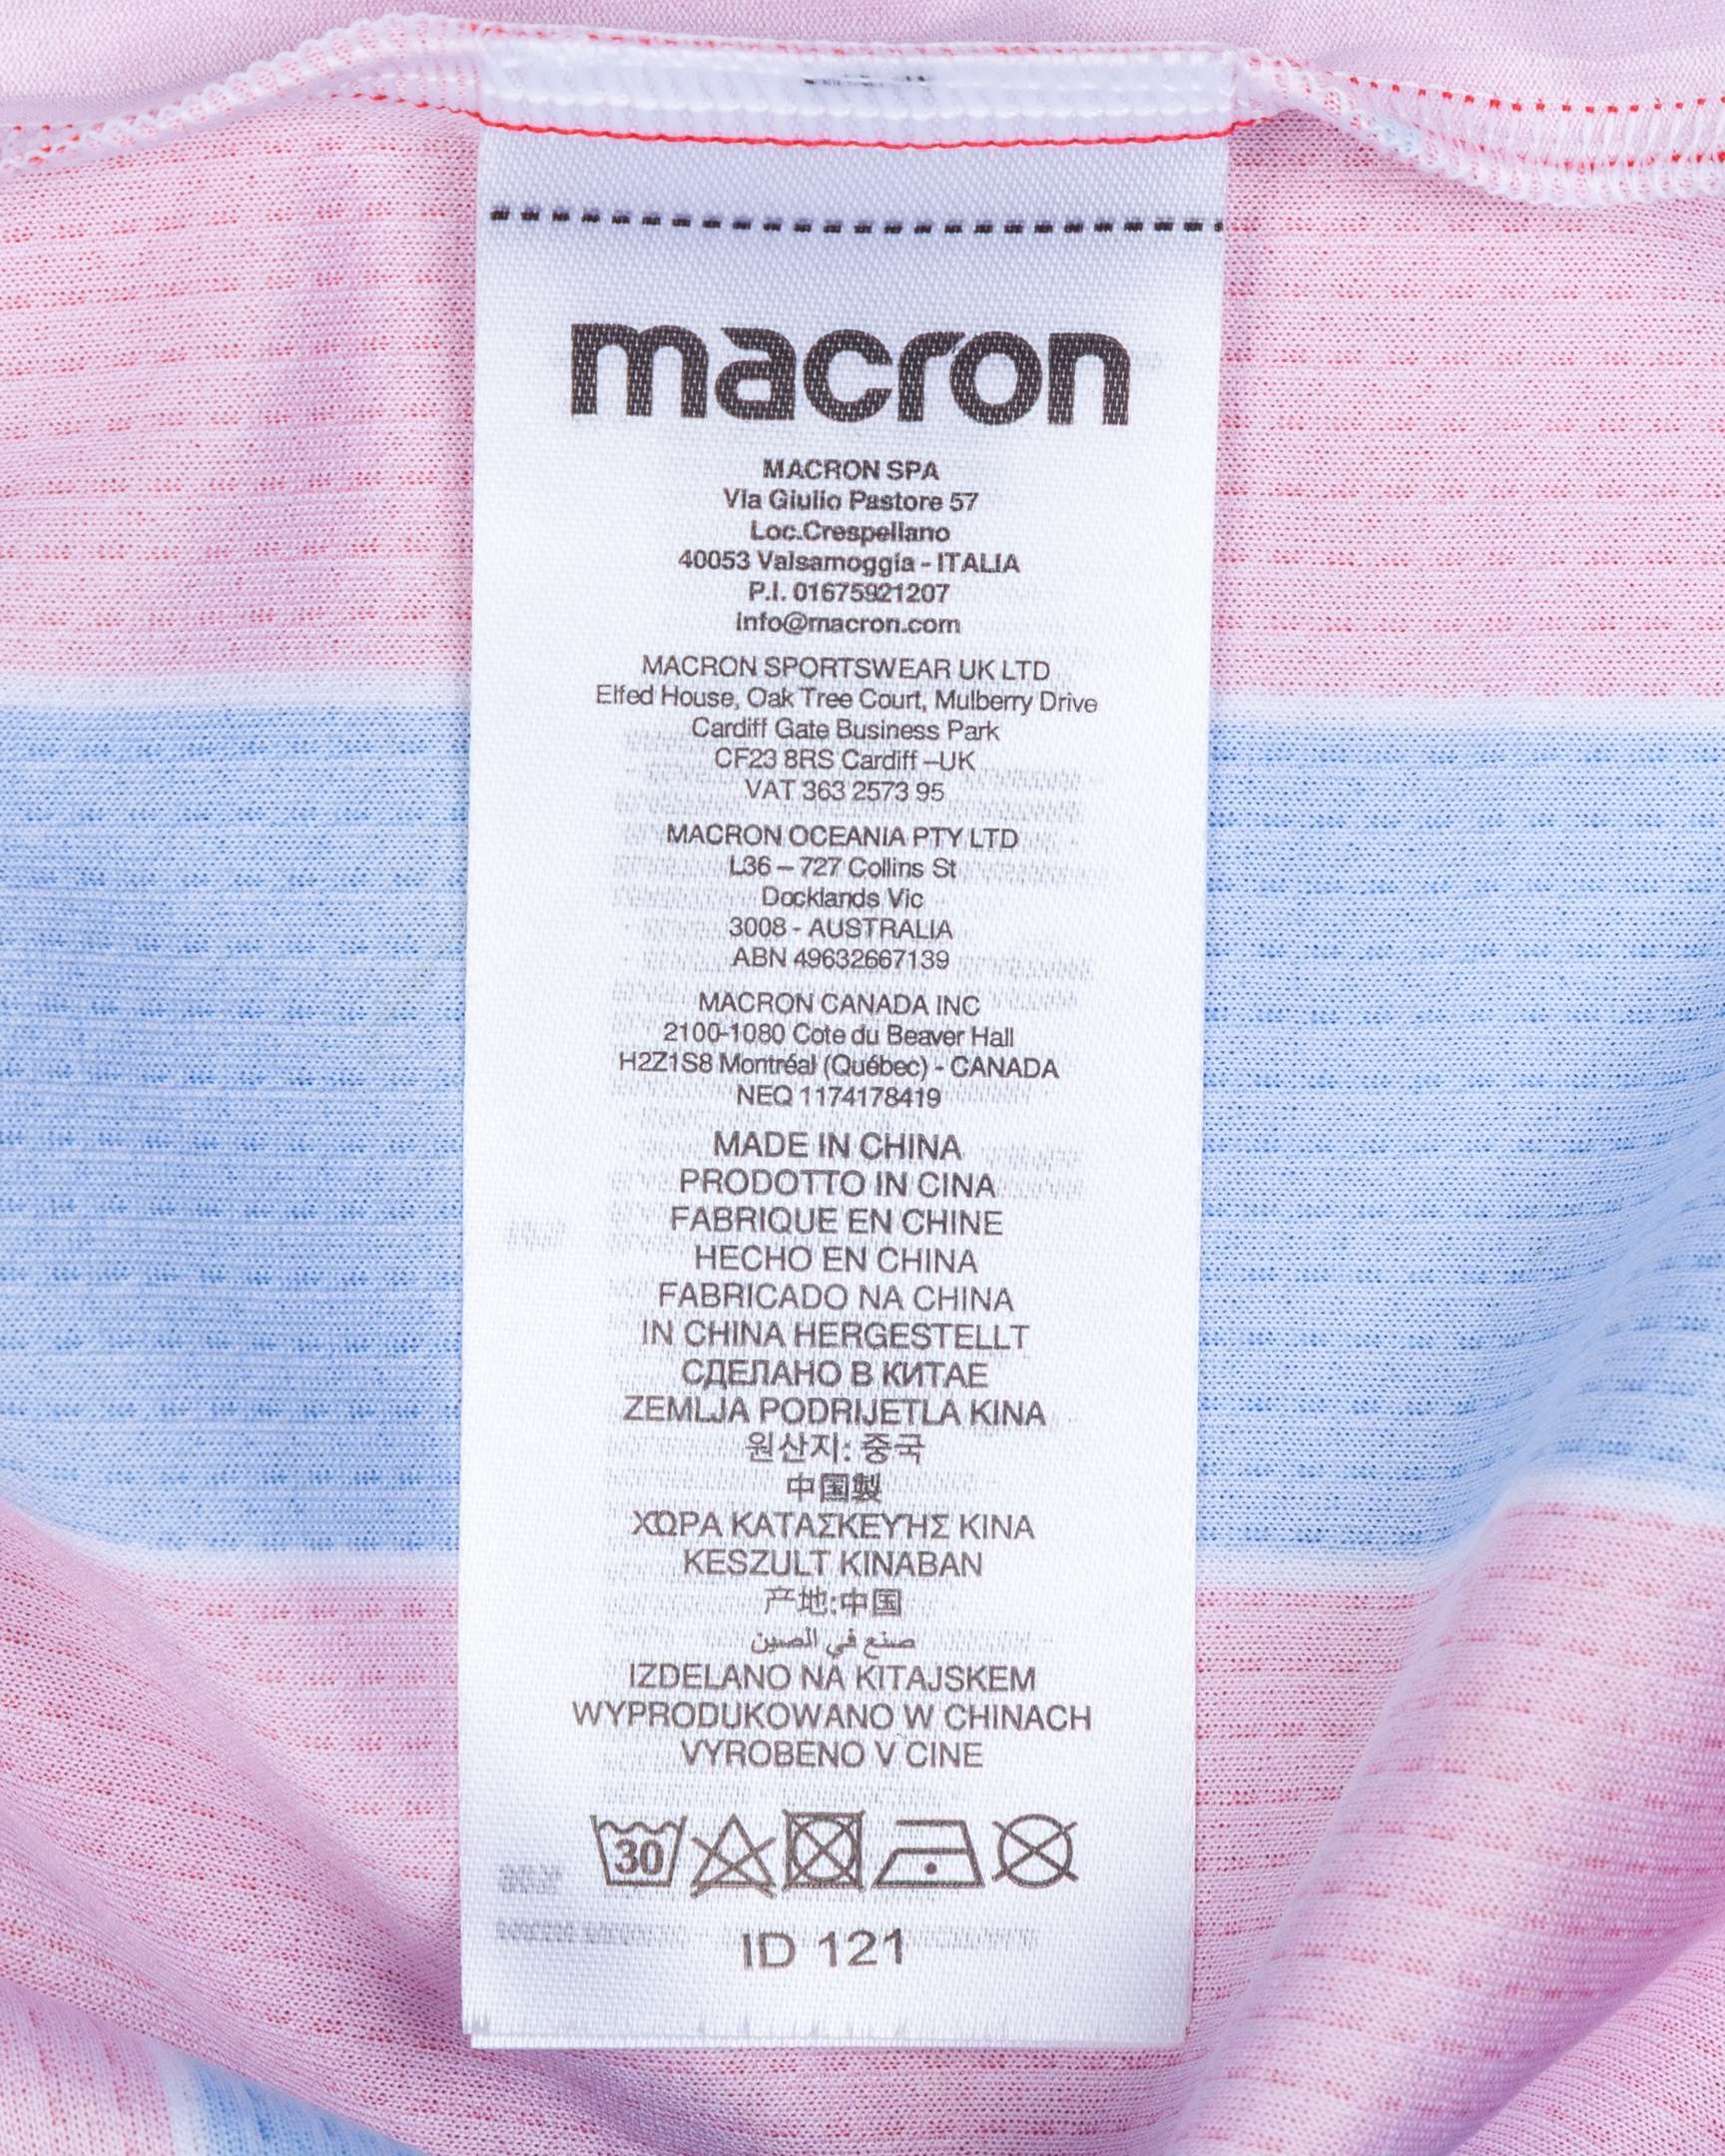 macron
MACRON SPA
Via Giulio Pastore 57
Loc.Crespellano
40053 Valsamoggia - ITALIA
P.I. 01675921207
info@macron.com
MACRON SPORTSWEAR UK LTD
Elfed House, Oak Tree Court, Mulberry Drive
Cardiff Gate Business Park
CF23 8RS Cardiff –UK
VAT 363 2573 95
MACRON OCEANIA PTY LTD
L36 – 727 Collins St
Docklands Vic
3008 - AUSTRALIA
ABN 49632667139
MACRON CANADA INC
2100-1080 Cote du Beaver Hall
H2Z1S8 Montréal (Québec) - CANADA
NEQ 1174178419
MADE IN CHINA
PRODOTTO IN CINA
FABRIQUE EN CHINE
HECHO EN CHINA
FABRICADO NA CHINA
IN CHINA HERGESTELLT
СДЕЛАНО В КИТАЕ
ZEMLJA PODRIJETLA KINA
원산지: 중국
中国製
ΧΩΡΑ ΚΑΤΑΣΚΕΥΉΣ ΚΙΝΑ
KESZULT KINABAN
产地:中国
صنع في الصين
IZDELANO NA KITAJSKEM
WYPRODUKOWANO W CHINACH
VYROBENO V CINE
30
ID 121